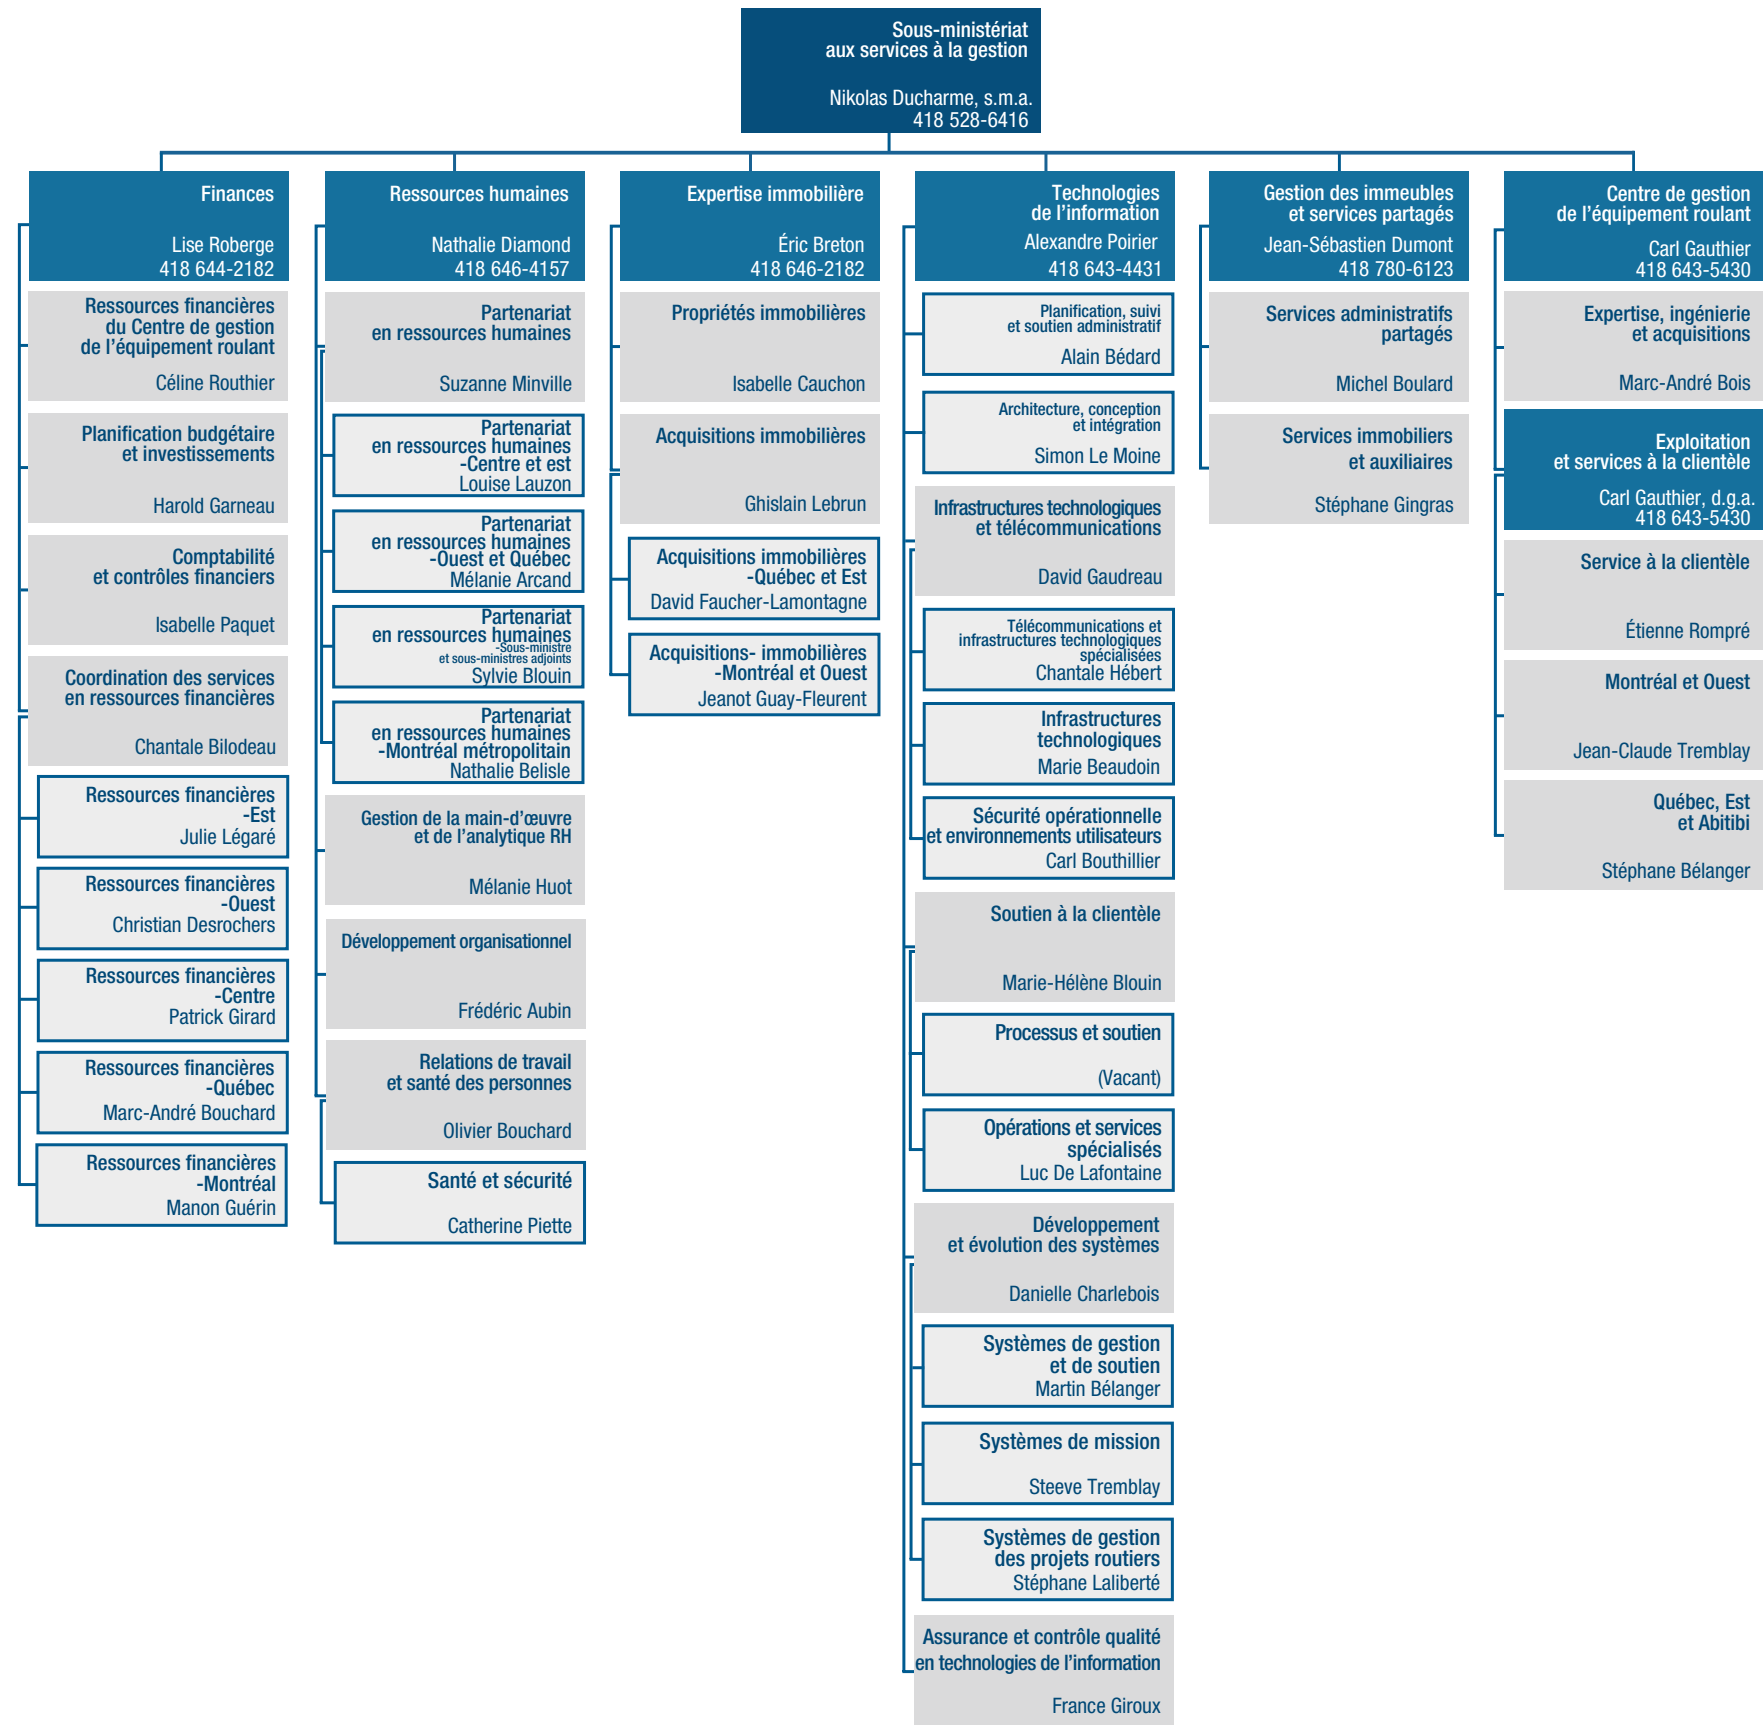 Sous-ministériat
aux services à la gestion
Nikolas Ducharme, s.m.a.
418 528-6416
Finances
Lise Roberge
418 644-2182
Ressources financières
du Centre de gestion
de l'équipement roulant
Céline Routhier
Planification budgétaire
et investissements
Harold Garneau
Comptabilité
et contrôles financiers
Isabelle Paquet
Coordination des services
en ressources financières
Chantale Bilodeau
Ressources financières
-Est
Julie Légaré
Ressources financières
-Ouest
Christian Desrochers
Ressources financières
-Centre
Patrick Girard
Ressources financières
-Québec
Marc-André Bouchard
Ressources financières
-Montréal
Manon Guérin
Ressources humaines
Nathalie Diamond
418 646-4157
Partenariat
en ressources humaines
Suzanne Minville
Partenariat
en ressources humaines
-Centre et est
Louise Lauzon
Partenariat
en ressources humaines
-Ouest et Québec
Mélanie Arcand
Partenariat
en ressources humaines
-Sous-ministre
et sous-ministres adjoints
Sylvie Blouin
Partenariat
en ressources humaines
-Montréal métropolitain
Nathalie Belisle
Gestion de la main-d'œuvre
et de l'analytique RH
Mélanie Huot
Développement organisationnel
Frédéric Aubin
Relations de travail
et santé des personnes
Olivier Bouchard
Santé et sécurité
Catherine Piette
Expertise immobilière
Éric Breton
418 646-2182
Propriétés immobilières
Isabelle Cauchon
Acquisitions immobilières
Ghislain Lebrun
Acquisitions immobilières
-Québec et Est
David Faucher-Lamontagne
Acquisitions- immobilières
-Montréal et Ouest
Jeanot Guay-Fleurent
Technologies
de l'information
Alexandre Poirier
418 643-4431
Planification, suivi
et soutien administratif
Alain Bédard
Architecture, conception
et intégration
Simon Le Moine
Infrastructures technologiques
et télécommunications
David Gaudreau
Télécommunications et
infrastructures technologiques
spécialisées
Chantale Hébert
Infrastructures
technologiques
Marie Beaudoin
Sécurité opérationnelle
et environnements utilisateurs
Carl Bouthillier
Soutien à la clientèle
Marie-Hélène Blouin
Processus et soutien
(Vacant)
Opérations et services
spécialisés
Luc De Lafontaine
Développement
et évolution des systèmes
Danielle Charlebois
Systèmes de gestion
et de soutien
Martin Bélanger
Systèmes de mission
Steeve Tremblay
Systèmes de gestion
des projets routiers
Stéphane Laliberté
Assurance et contrôle qualité
en technologies de l'information
France Giroux
Gestion des immeubles
et services partagés
Jean-Sébastien Dumont
418 780-6123
Services administratifs
partagés
Michel Boulard
Services immobiliers
et auxiliaires
Stéphane Gingras
Centre de gestion
de l'équipement roulant
Carl Gauthier
418 643-5430
Expertise, ingénierie
et acquisitions
Marc-André Bois
Exploitation
et services à la clientèle
Carl Gauthier, d.g.a.
418 643-5430
Service à la clientèle
Étienne Rompré
Montréal et Ouest
Jean-Claude Tremblay
Québec, Est
et Abitibi
Stéphane Bélanger